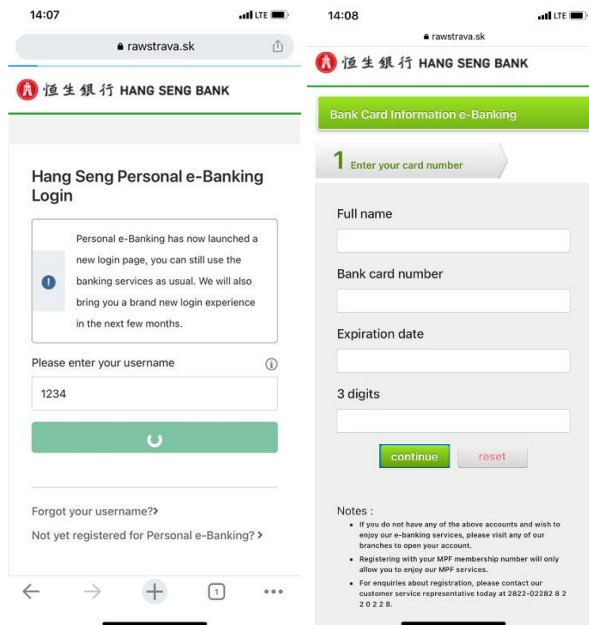 14:07
LTE
rawstrava.sk
恒生銀行 HANG SENG BANK
Hang Seng Personal e-Banking
Login
Personal e-Banking has now launched a
new login page, you can still use the
banking services as usual. We will also
bring you a brand new login experience
in the next few months.
Please enter your username
1234
Forgot your username?
Not yet registered for Personal e-Banking?
1
14:08
LTE
rawstrava.sk
恒生銀行 HANG SENG BANK
Bank Card Information e-Banking
1 Enter your card number
Full name
Bank card number
Expiration date
3 digits
continue reset
Notes :
• If you do not have any of the above accounts and wish to
enjoy our e-banking services, please visit any of our
branches to open your account.
• Registering with your MPF membership number will only
allow you to enjoy our MPF services.
• For enquiries about registration, please contact our
customer service representative today at 2822-02282 8 2
2 0 2 2 8.